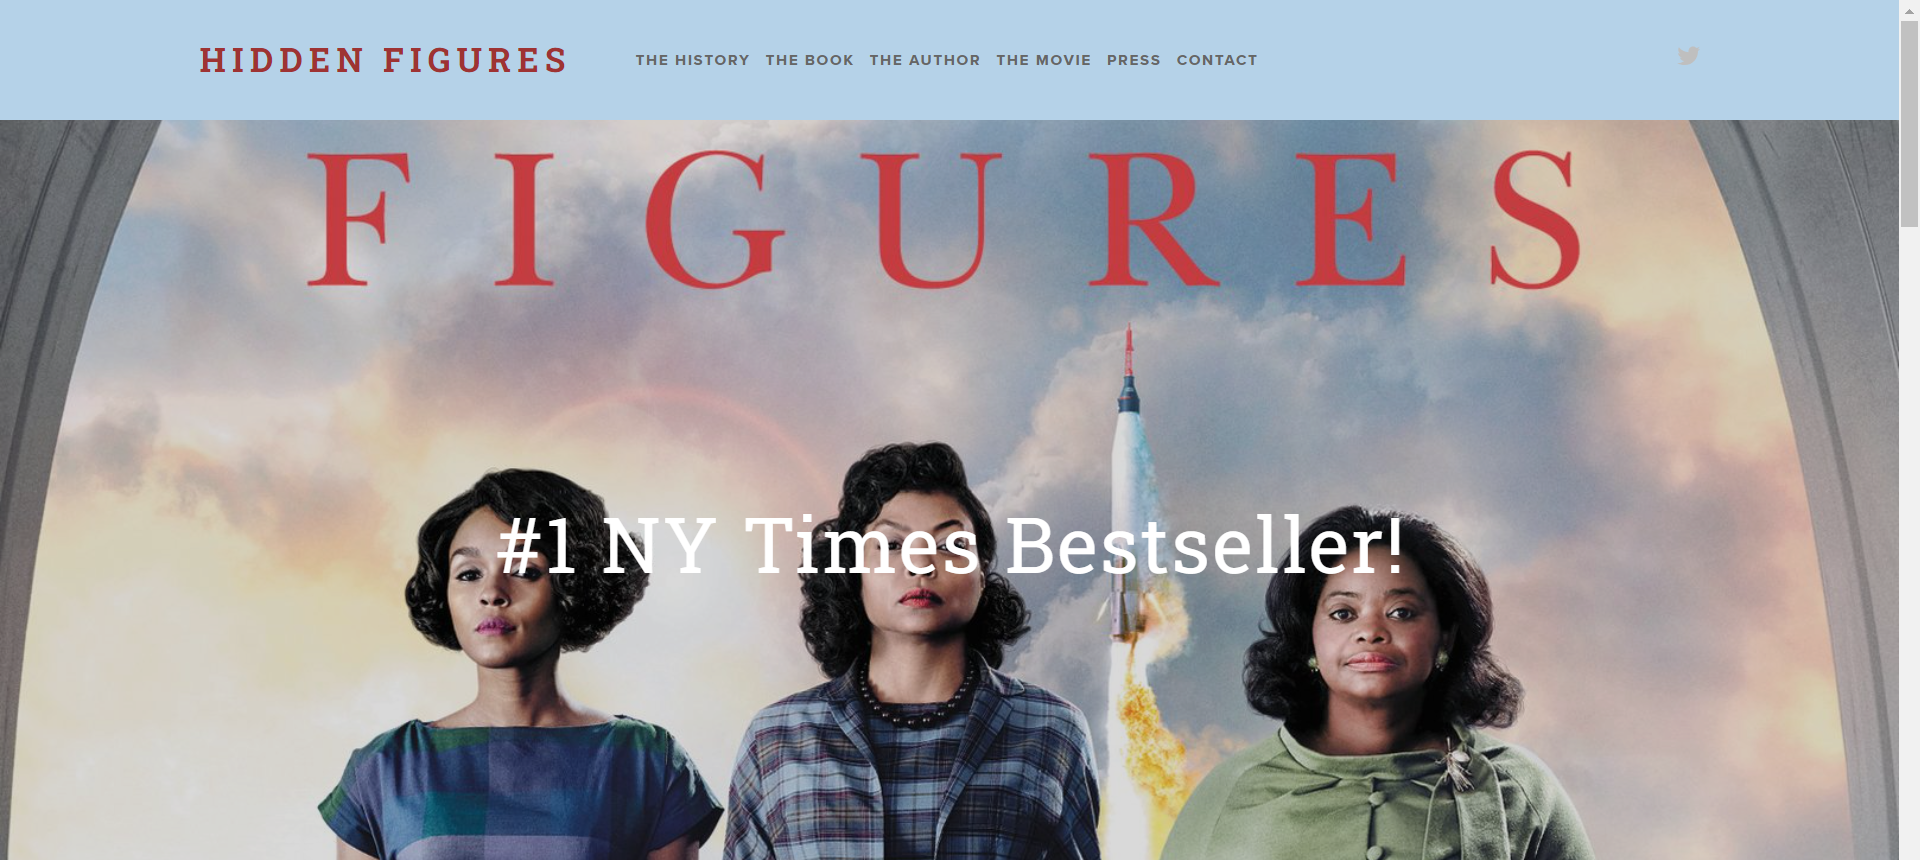 HIDDEN FIGURES
THE HISTORY THE BOOK THE AUTHOR THE MOVIE PRESS CONTACT
FIGURES
#1 NY Times Bestseller!